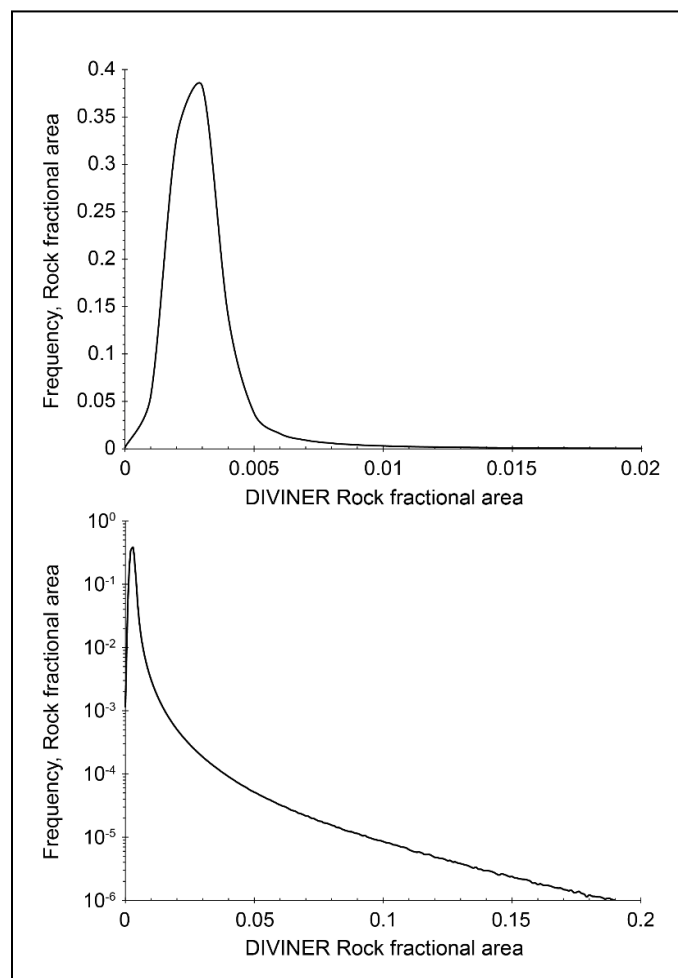 0.4
0.35
0.3
0.25
0.2
0.15
0.1
0.05
0
Frequency, Rock fractional area
0 0.005 0.01 0.015 0.02
DIVINER Rock fractional area
10⁰
10⁻¹
10⁻²
10⁻³
10⁻⁴
10⁻⁵
10⁻⁶
Frequency, Rock fractional area
0 0.05 0.1 0.15 0.2
DIVINER Rock fractional area